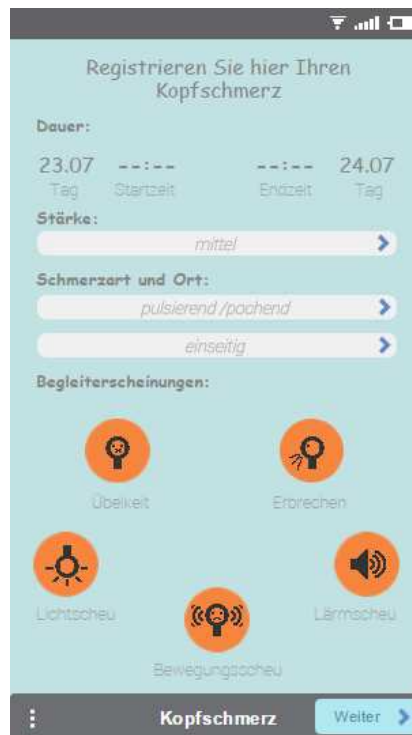 Registrieren Sie hier Ihren
Kopfschmerz
Dauer:
23.07 --:-- --:-- 24.07
Tag Startzeit Endzeit Tag
Stärke:
mittel
Schmerzart und Ort:
pulsierend /pochend
einseitig
Begleiterscheinungen:
Übelkeit Erbrechen
Lichtscheu Lärmscheu
Bewegungsscheu
Kopfschmerz Weiter